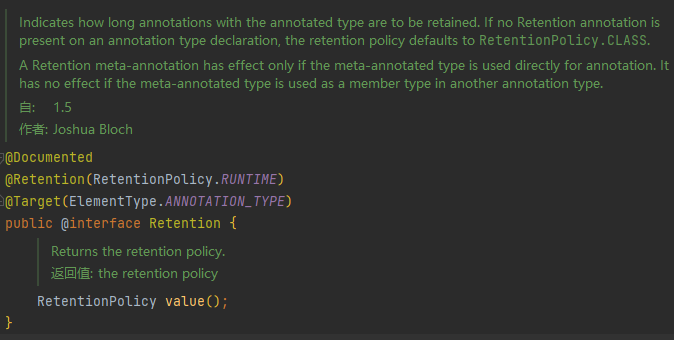 Indicates how long annotations with the annotated type are to be retained. If no Retention annotation is
present on an annotation type declaration, the retention policy defaults to RetentionPolicy.CLASS.
A Retention meta-annotation has effect only if the meta-annotated type is used directly for annotation. It
has no effect if the meta-annotated type is used as a member type in another annotation type.
自: 1.5
作者: Joshua Bloch
@Documented
@Retention(RetentionPolicy.RUNTIME)
@Target(ElementType.ANNOTATION_TYPE)
public @interface Retention {
Returns the retention policy.
返回值: the retention policy
RetentionPolicy value();
}